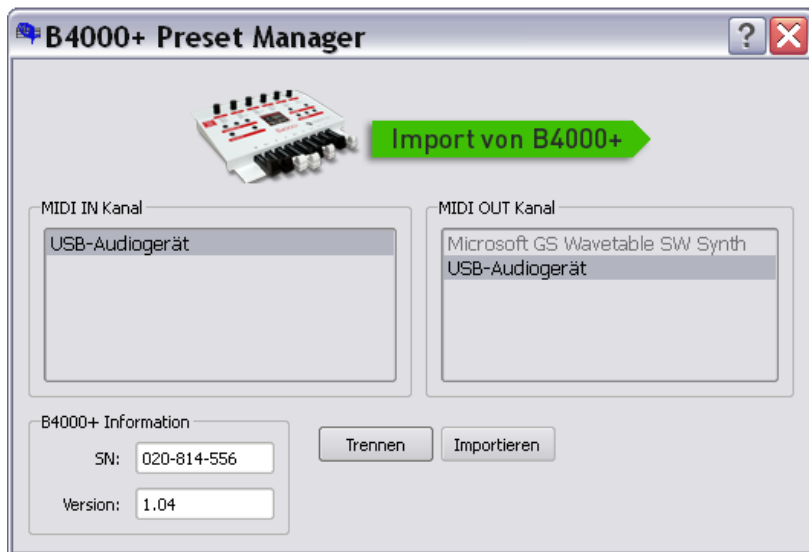 B4000+ Preset Manager
Import von B4000+
MIDI IN Kanal
USB-Audiogerät
MIDI OUT Kanal
Microsoft GS Wavetable SW Synth
USB-Audiogerät
B4000+ Information
SN: 020-814-556
Version: 1.04
Trennen
Importieren